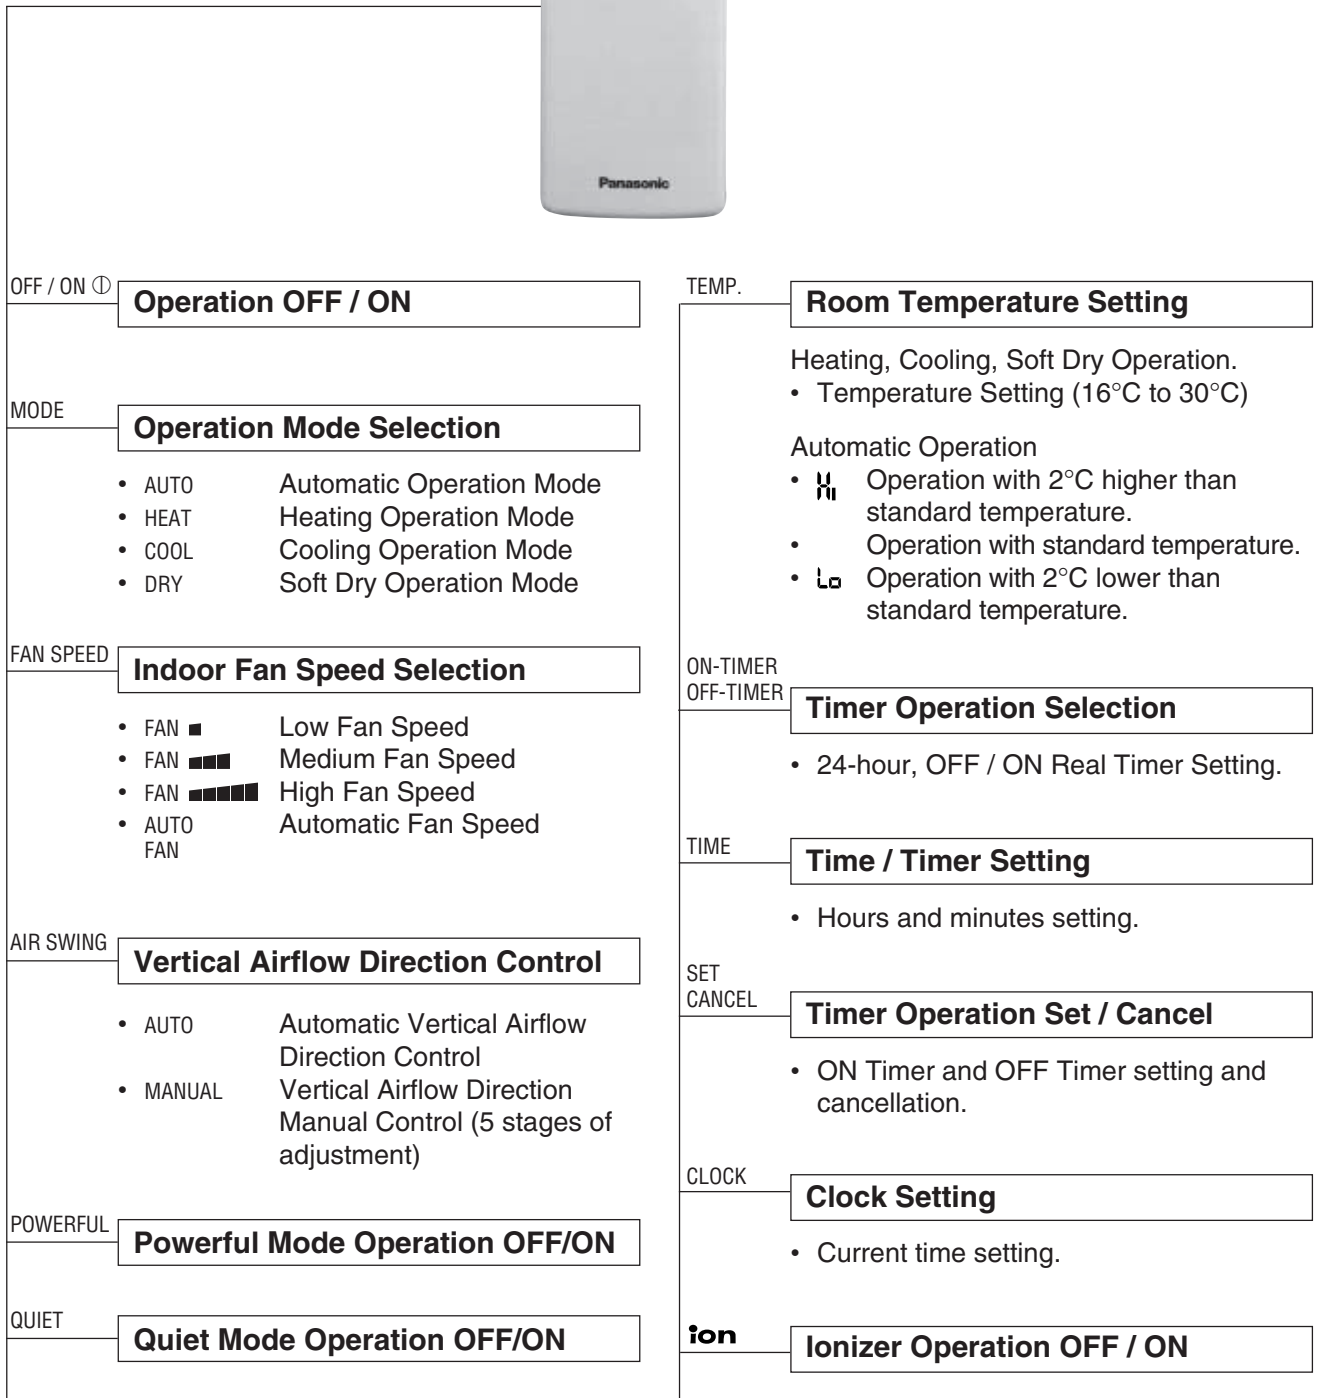 Panasonic
OFF / ON
Operation OFF / ON
MODE
Operation Mode Selection
• AUTO Automatic Operation Mode
• HEAT Heating Operation Mode
• COOL Cooling Operation Mode
• DRY Soft Dry Operation Mode
FAN SPEED
Indoor Fan Speed Selection
• FAN Low Fan Speed
• FAN Medium Fan Speed
• FAN High Fan Speed
• AUTO Automatic Fan Speed
FAN
AIR SWING
Vertical Airflow Direction Control
• AUTO Automatic Vertical Airflow
Direction Control
• MANUAL Vertical Airflow Direction
Manual Control (5 stages of
adjustment)
POWERFUL
Powerful Mode Operation OFF/ON
QUIET
Quiet Mode Operation OFF/ON
TEMP.
Room Temperature Setting
Heating, Cooling, Soft Dry Operation.
• Temperature Setting (16°C to 30°C)
Automatic Operation
• HI Operation with 2°C higher than
standard temperature.
• Operation with standard temperature.
• Lo Operation with 2°C lower than
standard temperature.
ON-TIMER
OFF-TIMER
Timer Operation Selection
• 24-hour, OFF / ON Real Timer Setting.
TIME
Time / Timer Setting
• Hours and minutes setting.
SET
CANCEL
Timer Operation Set / Cancel
• ON Timer and OFF Timer setting and
cancellation.
CLOCK
Clock Setting
• Current time setting.
ion
Ionizer Operation OFF / ON